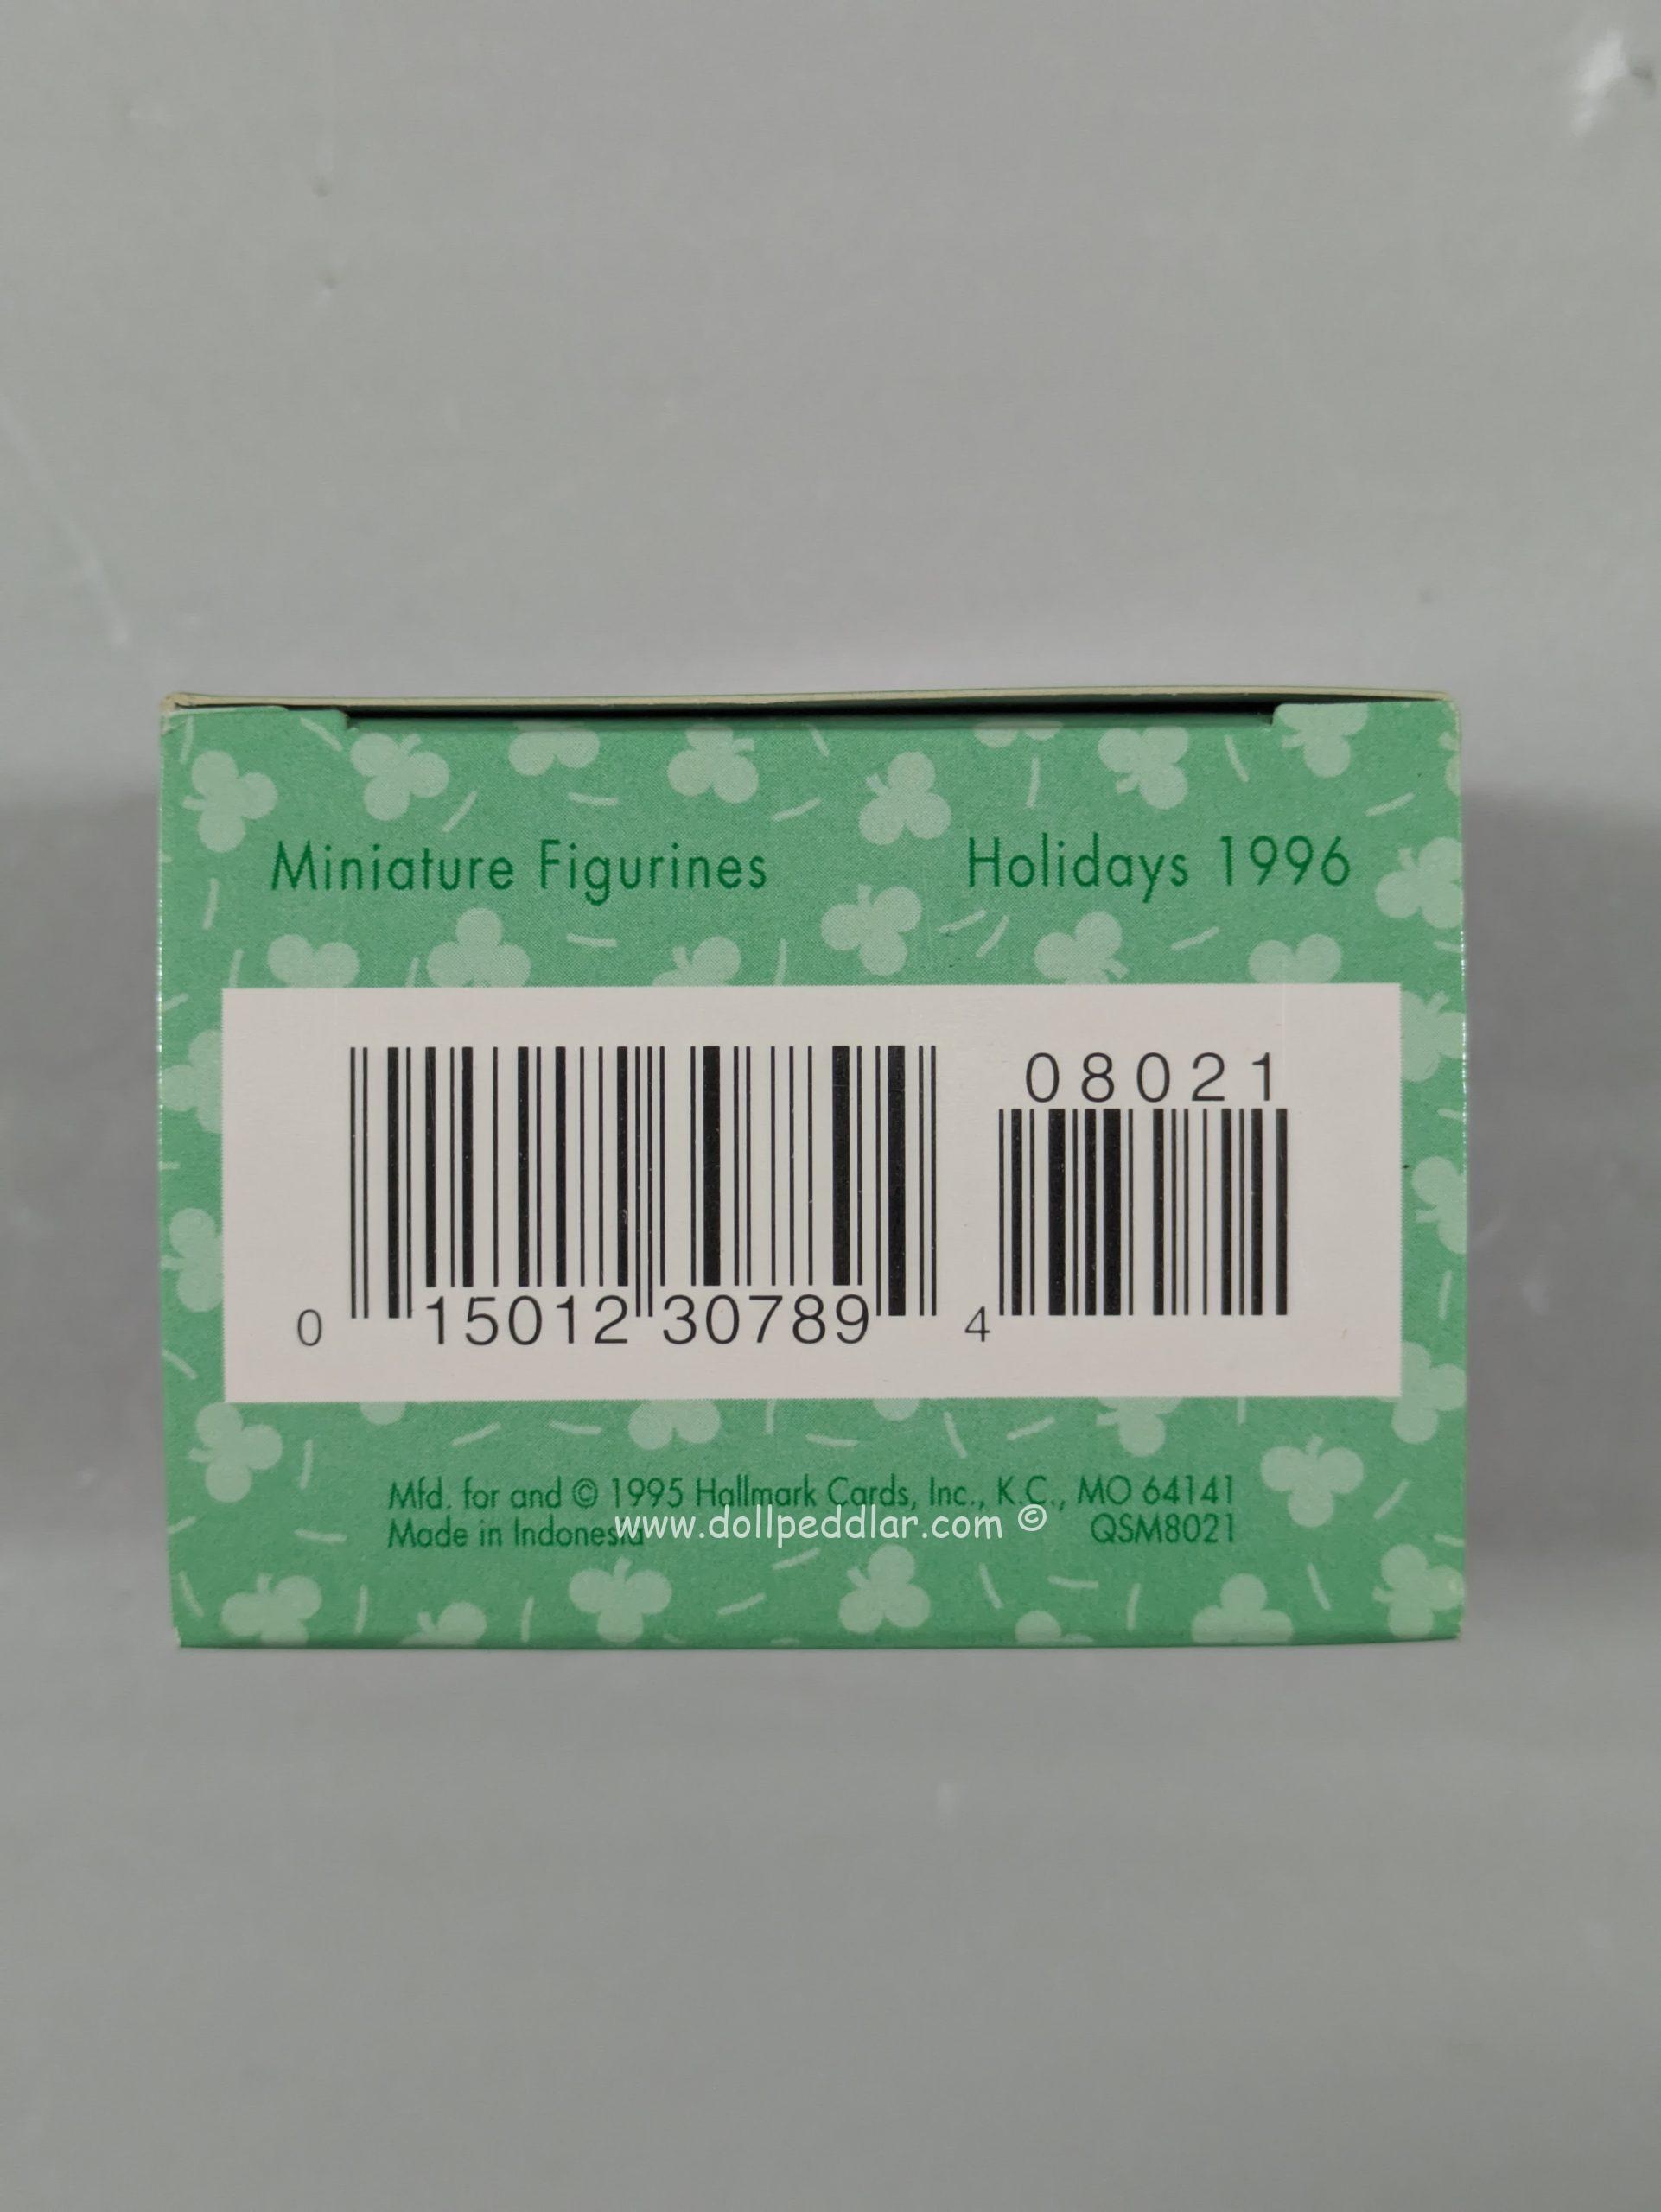 Miniature Figurines Holidays 1996
08021
0 15012 30789 4
Mfd. for and © 1995 Hallmark Cards, Inc., K.C., MO 64141
Made in Indonesia QSM8021
www.dollpeddlar.com ©